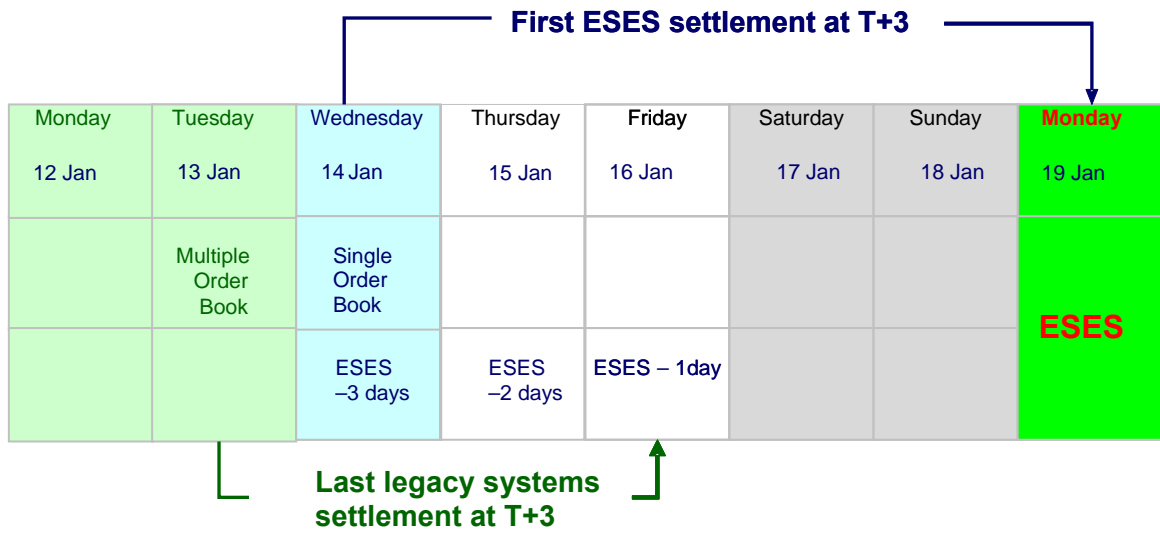 First ESES settlement at T+3
Monday Tuesday Wednesday Thursday Friday Saturday Sunday Monday
12 Jan 13 Jan 14 Jan 15 Jan 16 Jan 17 Jan 18 Jan 19 Jan
Multiple
Order
Book
Single
Order
Book
ESES
–3 days
ESES
–2 days
ESES – 1day
ESES
Last legacy systems
settlement at T+3